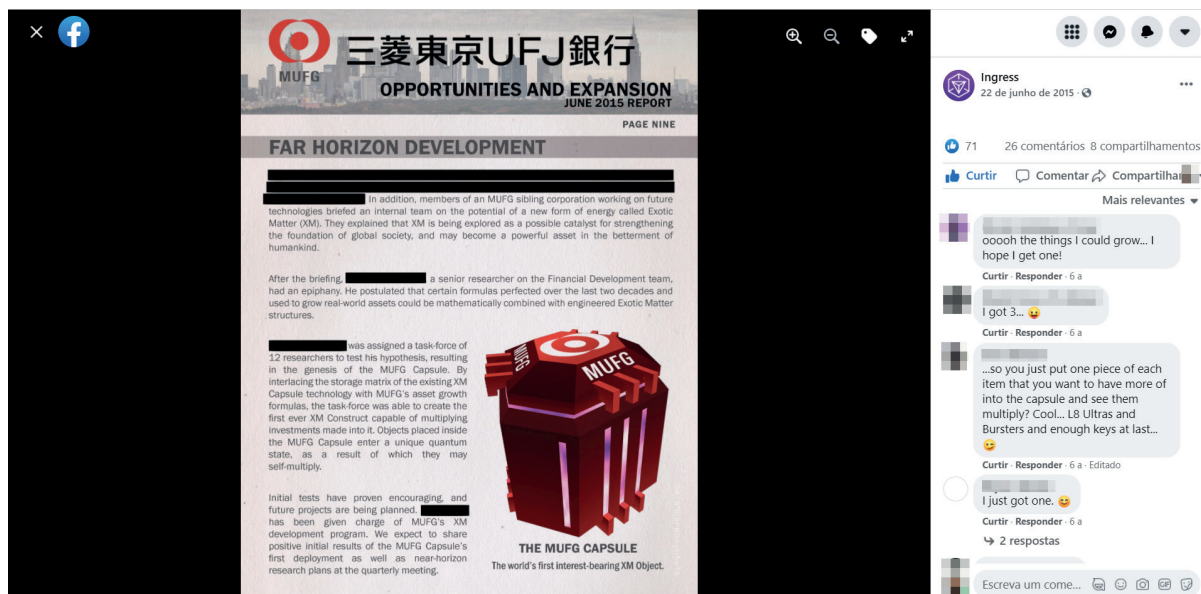 MUFG
三菱東京UFJ銀行
OPPORTUNITIES AND EXPANSION
JUNE 2015 REPORT
PAGE NINE
FAR HORIZON DEVELOPMENT
In addition, members of an MUFG sibling corporation working on future
technologies briefed an internal team on the potential of a new form of energy called Exotic
Matter (XM). They explained that XM is being explored as a possible catalyst for strengthening
the foundation of global society, and may become a powerful asset in the betterment of
humankind.
After the briefing, a senior researcher on the Financial Development team,
had an epiphany. He postulated that certain formulas perfected over the last two decades and
used to grow real-world assets could be mathematically combined with engineered Exotic Matter
structures.
was assigned a task-force of
12 researchers to test his hypothesis, resulting
in the genesis of the MUFG Capsule. By
interlacing the storage matrix of the existing XM
Capsule technology with MUFG's asset growth
formulas, the task-force was able to create the
first ever XM Construct capable of multiplying
investments made into it. Objects placed inside
the MUFG Capsule enter a unique quantum
state, as a result of which they may
self-multiply.
Initial tests have proven encouraging, and
future projects are being planned.
has been given charge of MUFG's XM
development program. We expect to share
positive initial results of the MUFG Capsule's
first deployment as well as near-horizon
research plans at the quarterly meeting.
MUFG
MUFG
THE MUFG CAPSULE
The world's first interest-bearing XM Object.
Ingress
22 de junho de 2015
71
26 comentários 8 compartilhamentos
Curtir
Comentar
Mais relevantes
ooooh the things I could grow... I
hope I get one!
Curtir · Responder · 6 a
I got 3... 😛
Curtir · Responder · 6 a
...so you just put one piece of each
item that you want to have more of
into the capsule and see them
multiply? Cool... L8 Ultras and
Bursters and enough keys at last...
😊
Curtir · Responder · 6 a · Editado
I just got one. 😊
Curtir · Responder · 6 a
2 respostas
Escreva um come...
GIF